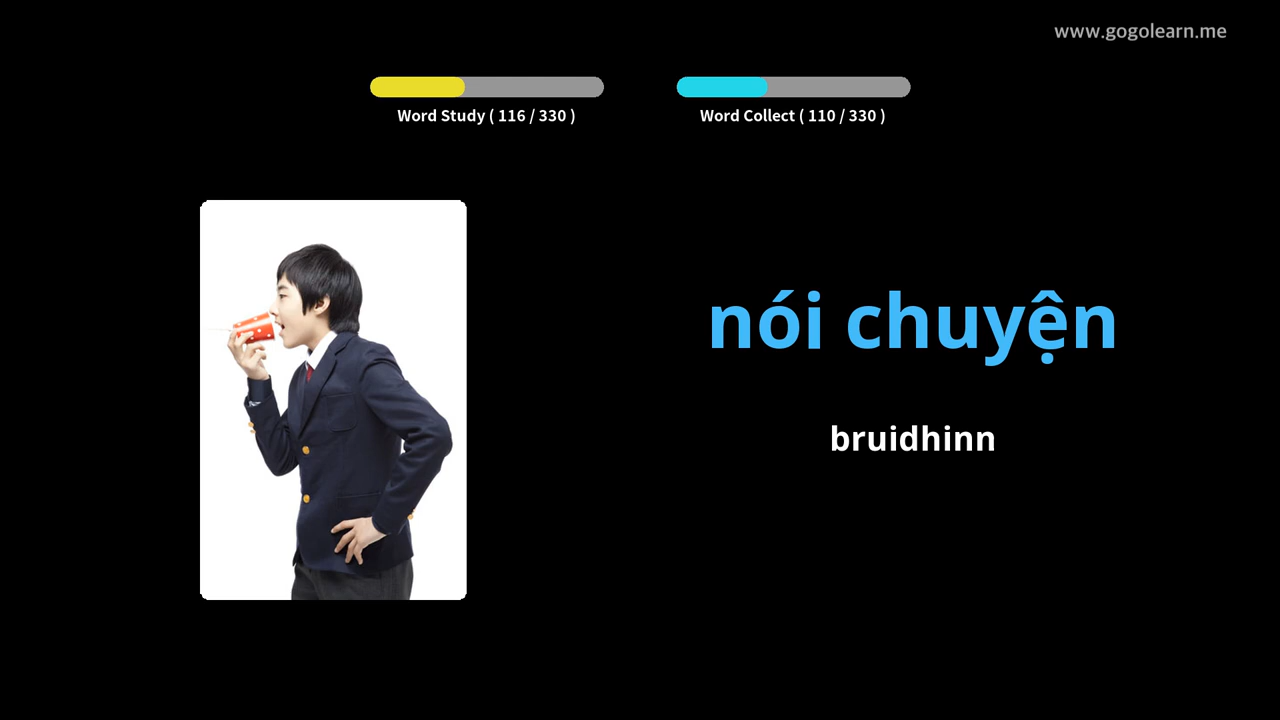 www.gogolearn.me
Word Study ( 116 / 330 )
Word Collect ( 110 / 330 )
nói chuyện
bruidhinn